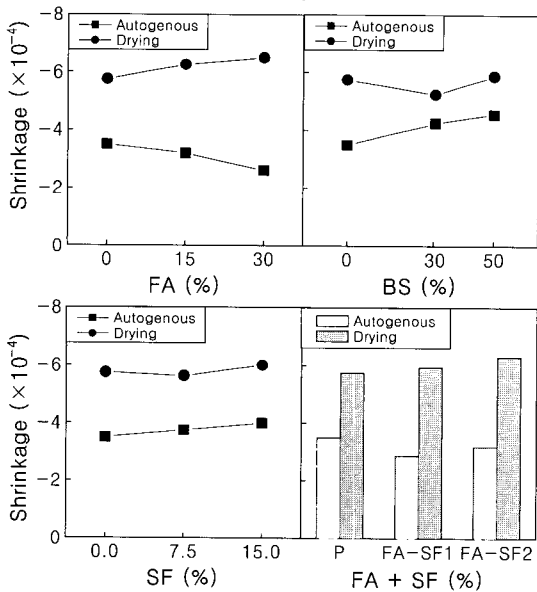 Autogenous
Drying
Shrinkage (×10⁻⁴)
−8
−6
−4
−2
0
0 15 30
FA (%)
Autogenous
Drying
0 30 50
BS (%)
Autogenous
Drying
Shrinkage (×10⁻⁴)
−8
−6
−4
−2
0
0.0 7.5 15.0
SF (%)
Autogenous
Drying
P FA-SF1 FA-SF2
FA + SF (%)